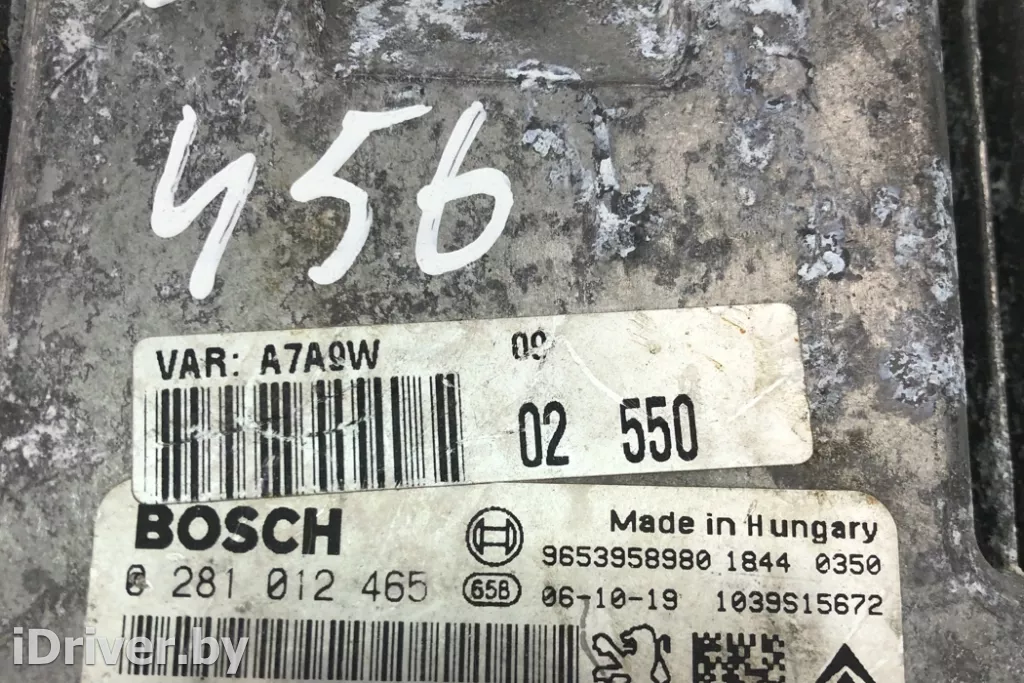 456
VAR: A7A9W 09
02 550
BOSCH
Made in Hungary
9653958980 1844 0350
0 281 012 465
658 06-10-19 1039S15672
iDriver.by